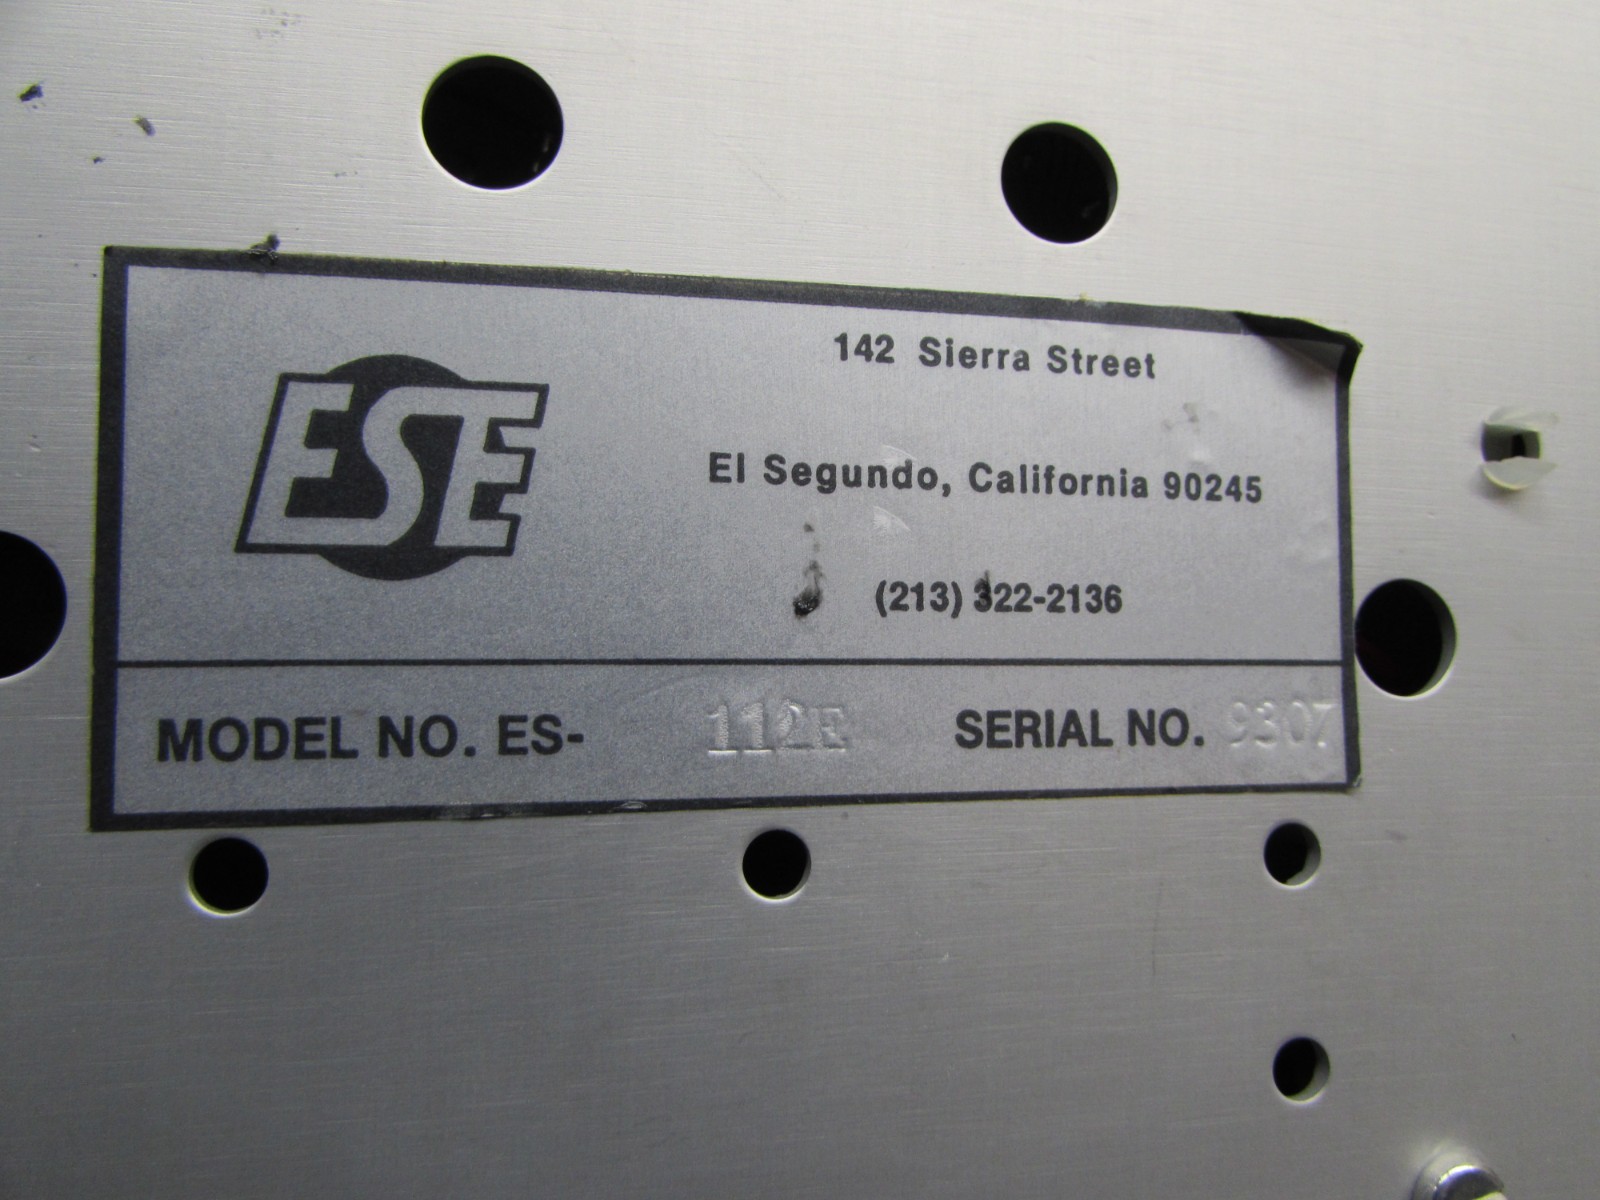 ESE
142 Sierra Street
El Segundo, California 90245
(213) 322-2136
MODEL NO. ES- 112E SERIAL NO. 9307